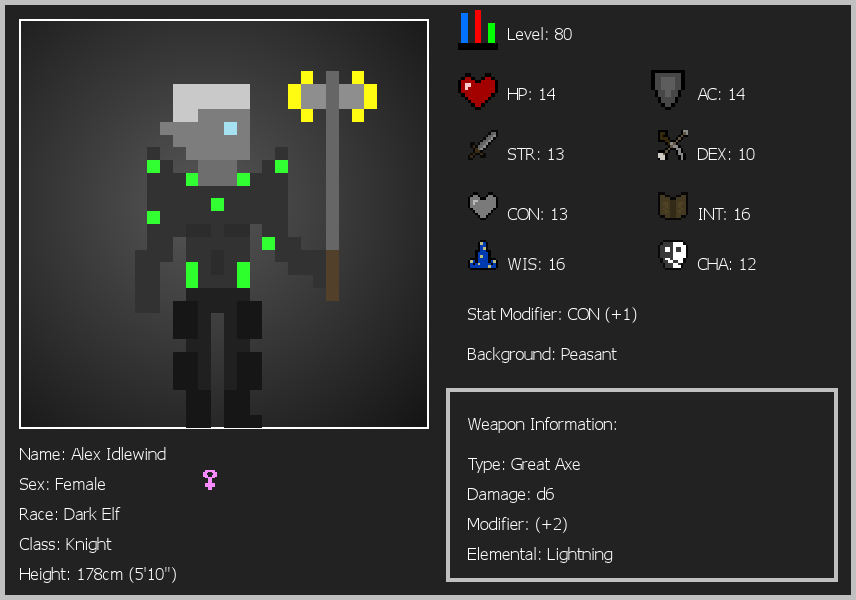 Level: 80
HP: 14
AC: 14
STR: 13
DEX: 10
CON: 13
INT: 16
WIS: 16
CHA: 12
Stat Modifier: CON (+1)
Background: Peasant
Weapon Information:
Type: Great Axe
Damage: d6
Modifier: (+2)
Elemental: Lightning
Name: Alex Idlewind
Sex: Female
Race: Dark Elf
Class: Knight
Height: 178cm (5'10")